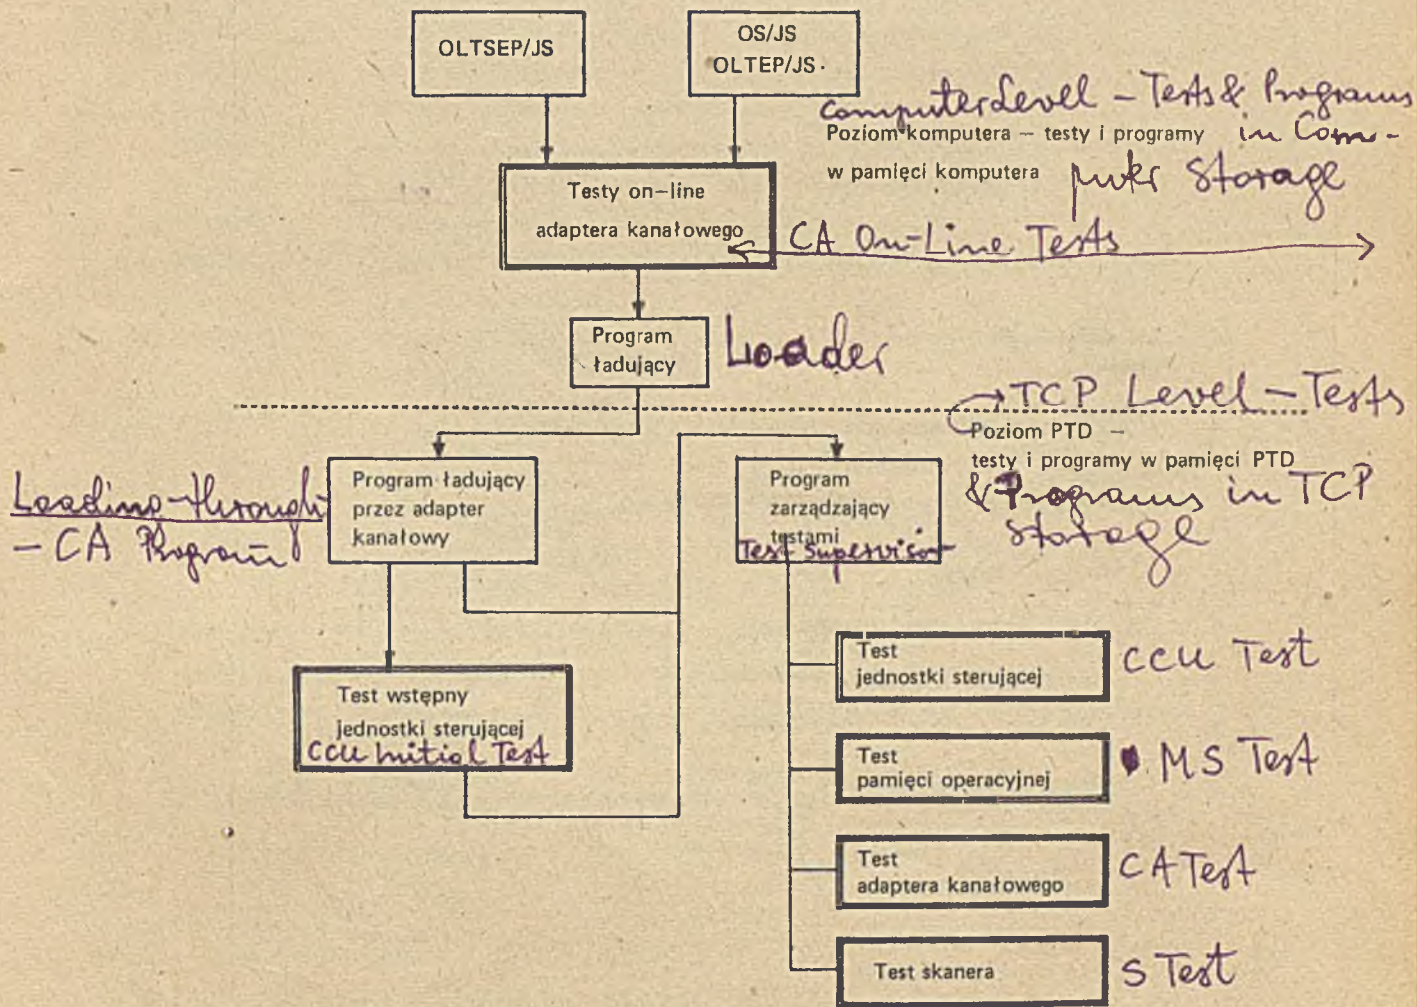 OLTSEP/JS
OS/JS
OLTEP/JS.
Computer Level – Tests & Programs
Poziom komputera – testy i programy
in Com-
w pamięci komputera
puter Storage
Testy on-line
adaptera kanałowego
CA On-Line Tests
Program
ładujący
Loader
TCP Level – Tests
Poziom PTD –
testy i programy w pamięci PTD
& Programs in TCP
Storage
Loading-through-
- CA Program
Program ładujący
przez adapter
kanałowy
Program
zarządzający
testami
Test Supervisor
Test wstępny
jednostki sterującej
CCU Initial Test
Test
jednostki sterującej
CCU Test
Test
pamięci operacyjnej
MS Test
Test
adaptera kanałowego
CA Test
Test skanera
S Test